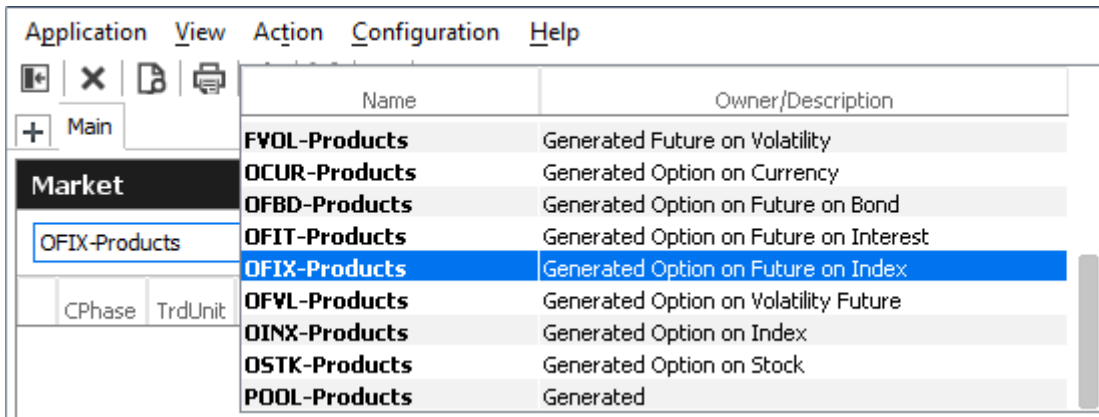 Application View Action Configuration Help
Name Owner/Description
Main
FVOL-Products Generated Future on Volatility
OCUR-Products Generated Option on Currency
Market
OFBD-Products Generated Option on Future on Bond
OFIX-Products
OFIT-Products Generated Option on Future on Interest
OFIX-Products Generated Option on Future on Index
CPhase TrdUnit
OFVL-Products Generated Option on Volatility Future
OINX-Products Generated Option on Index
OSTK-Products Generated Option on Stock
POOL-Products Generated